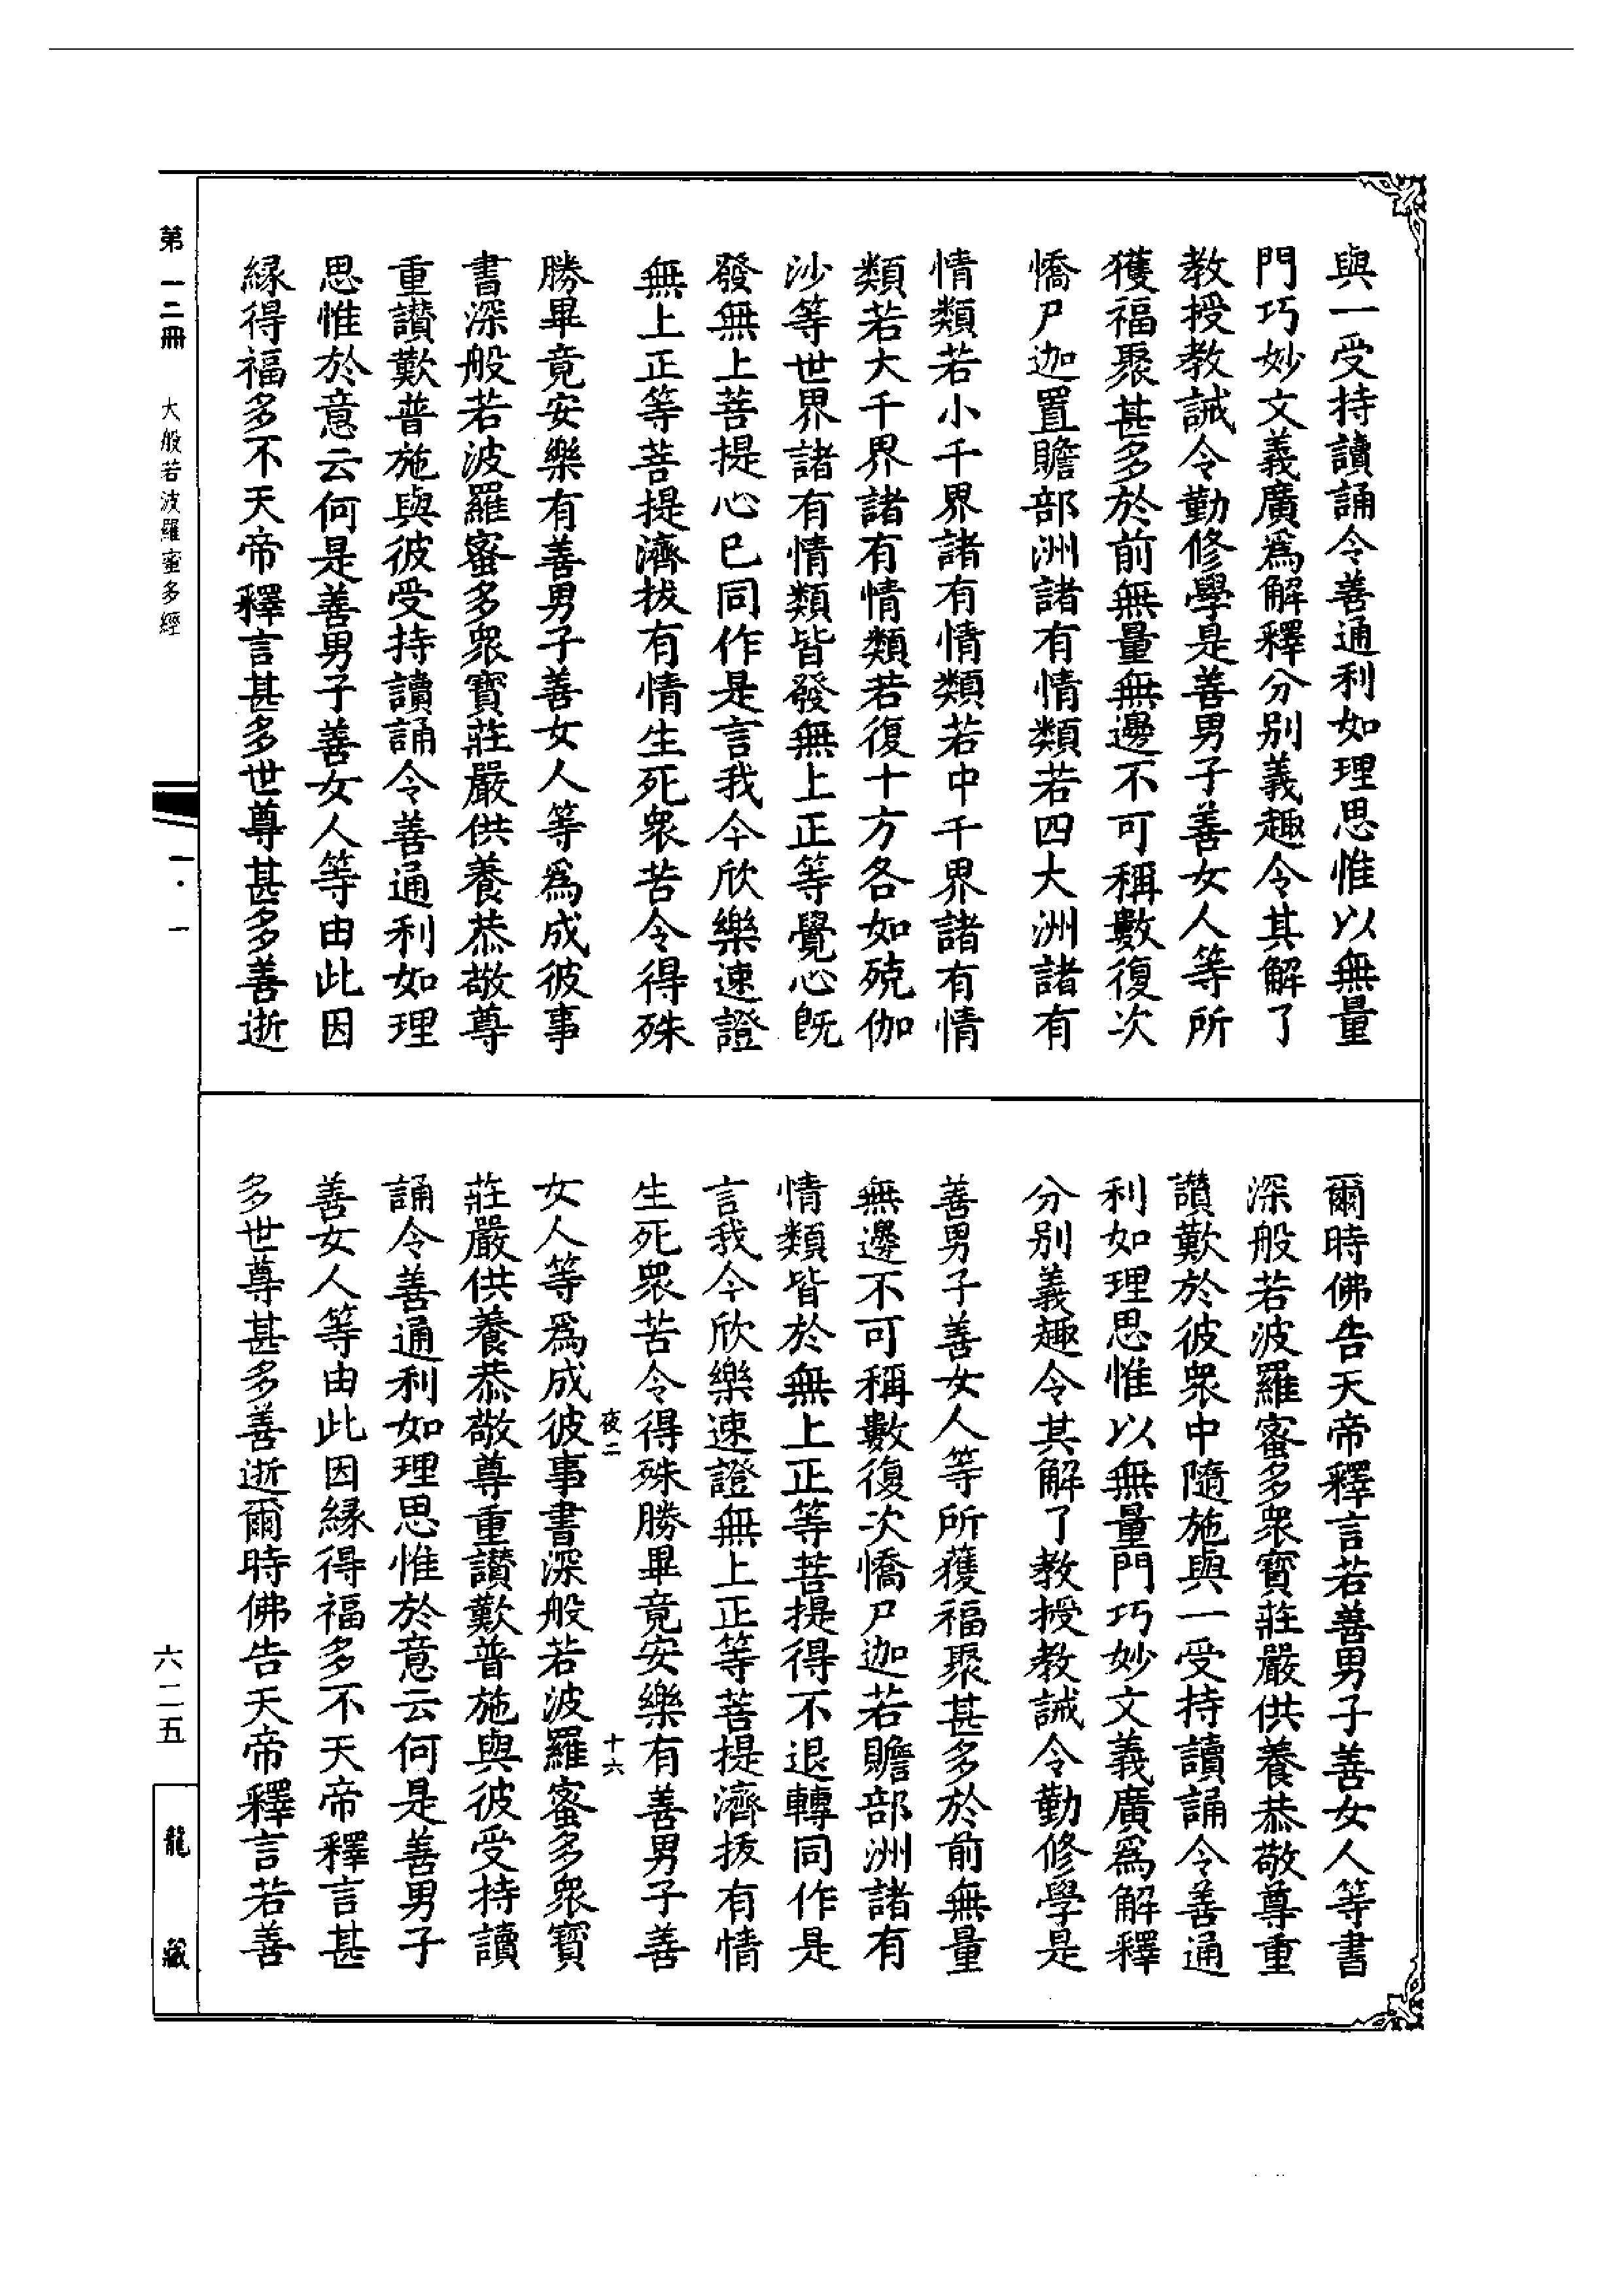 與一受持讀誦令善通利如理思惟以無量
門巧妙文義廣爲解釋分别義趣令其解了
教授教誡令勤修學是善男子善女人等所
獲福聚甚多於前無量無邊不可稱數復次
憍尸迦置贍部洲諸有情類若四大洲諸有
情類若小千界諸有情類若中千界諸有情
類若大千界諸有情類若復十方各如殑伽
沙等世界諸有情類皆發無上正等覺心既
發無上菩提心已同作是言我今欣樂速證
無上正等菩提濟拔有情生死衆苦令得殊
勝畢竟安樂有善男子善女人等爲成彼事
書深般若波羅蜜多衆寶莊嚴供養恭敬尊
重讚歎普施與彼受持讀誦令善通利如理
思惟於意云何是善男子善女人等由此因
緣得福多不天帝釋言甚多世尊甚多善逝
爾時佛告天帝釋言若善男子善女人等書
深般若波羅蜜多衆寶莊嚴供養恭敬尊重
讚歎於彼衆中隨施與一受持讀誦令善通
利如理思惟以無量門巧妙文義廣爲解釋
分别義趣令其解了教授教誡令勤修學是
善男子善女人等所獲福聚甚多於前無量
無邊不可稱數復次憍尸迦若贍部洲諸有
情類皆於無上正等菩提得不退轉同作是
言我今欣樂速證無上正等菩提濟拔有情
生死衆苦令得殊勝畢竟安樂有善男子善
夜二 十六
女人等爲成彼事書深般若波羅蜜多衆寶
莊嚴供養恭敬尊重讚歎普施與彼受持讀
誦令善通利如理思惟於意云何是善男子
善女人等由此因緣得福多不天帝釋言甚
多世尊甚多善逝爾時佛告天帝釋言若善
第一二冊 大般若波羅蜜多經
一·一
六二五
龍藏